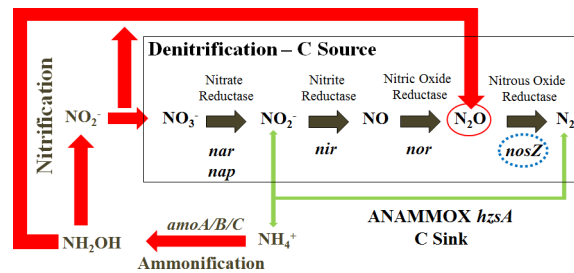 Denitrification – C Source
Nitrate Reductase
Nitrite Reductase
Nitric Oxide Reductase
Nitrous Oxide Reductase
Nitrification
NO₂⁻
NO₃⁻
NO₂⁻
NO
N₂O
N₂
nar
nap
nir
nor
nosZ
amoA/B/C
NH₂OH
NH₄⁺
Ammonification
ANAMMOX hzsA
C Sink